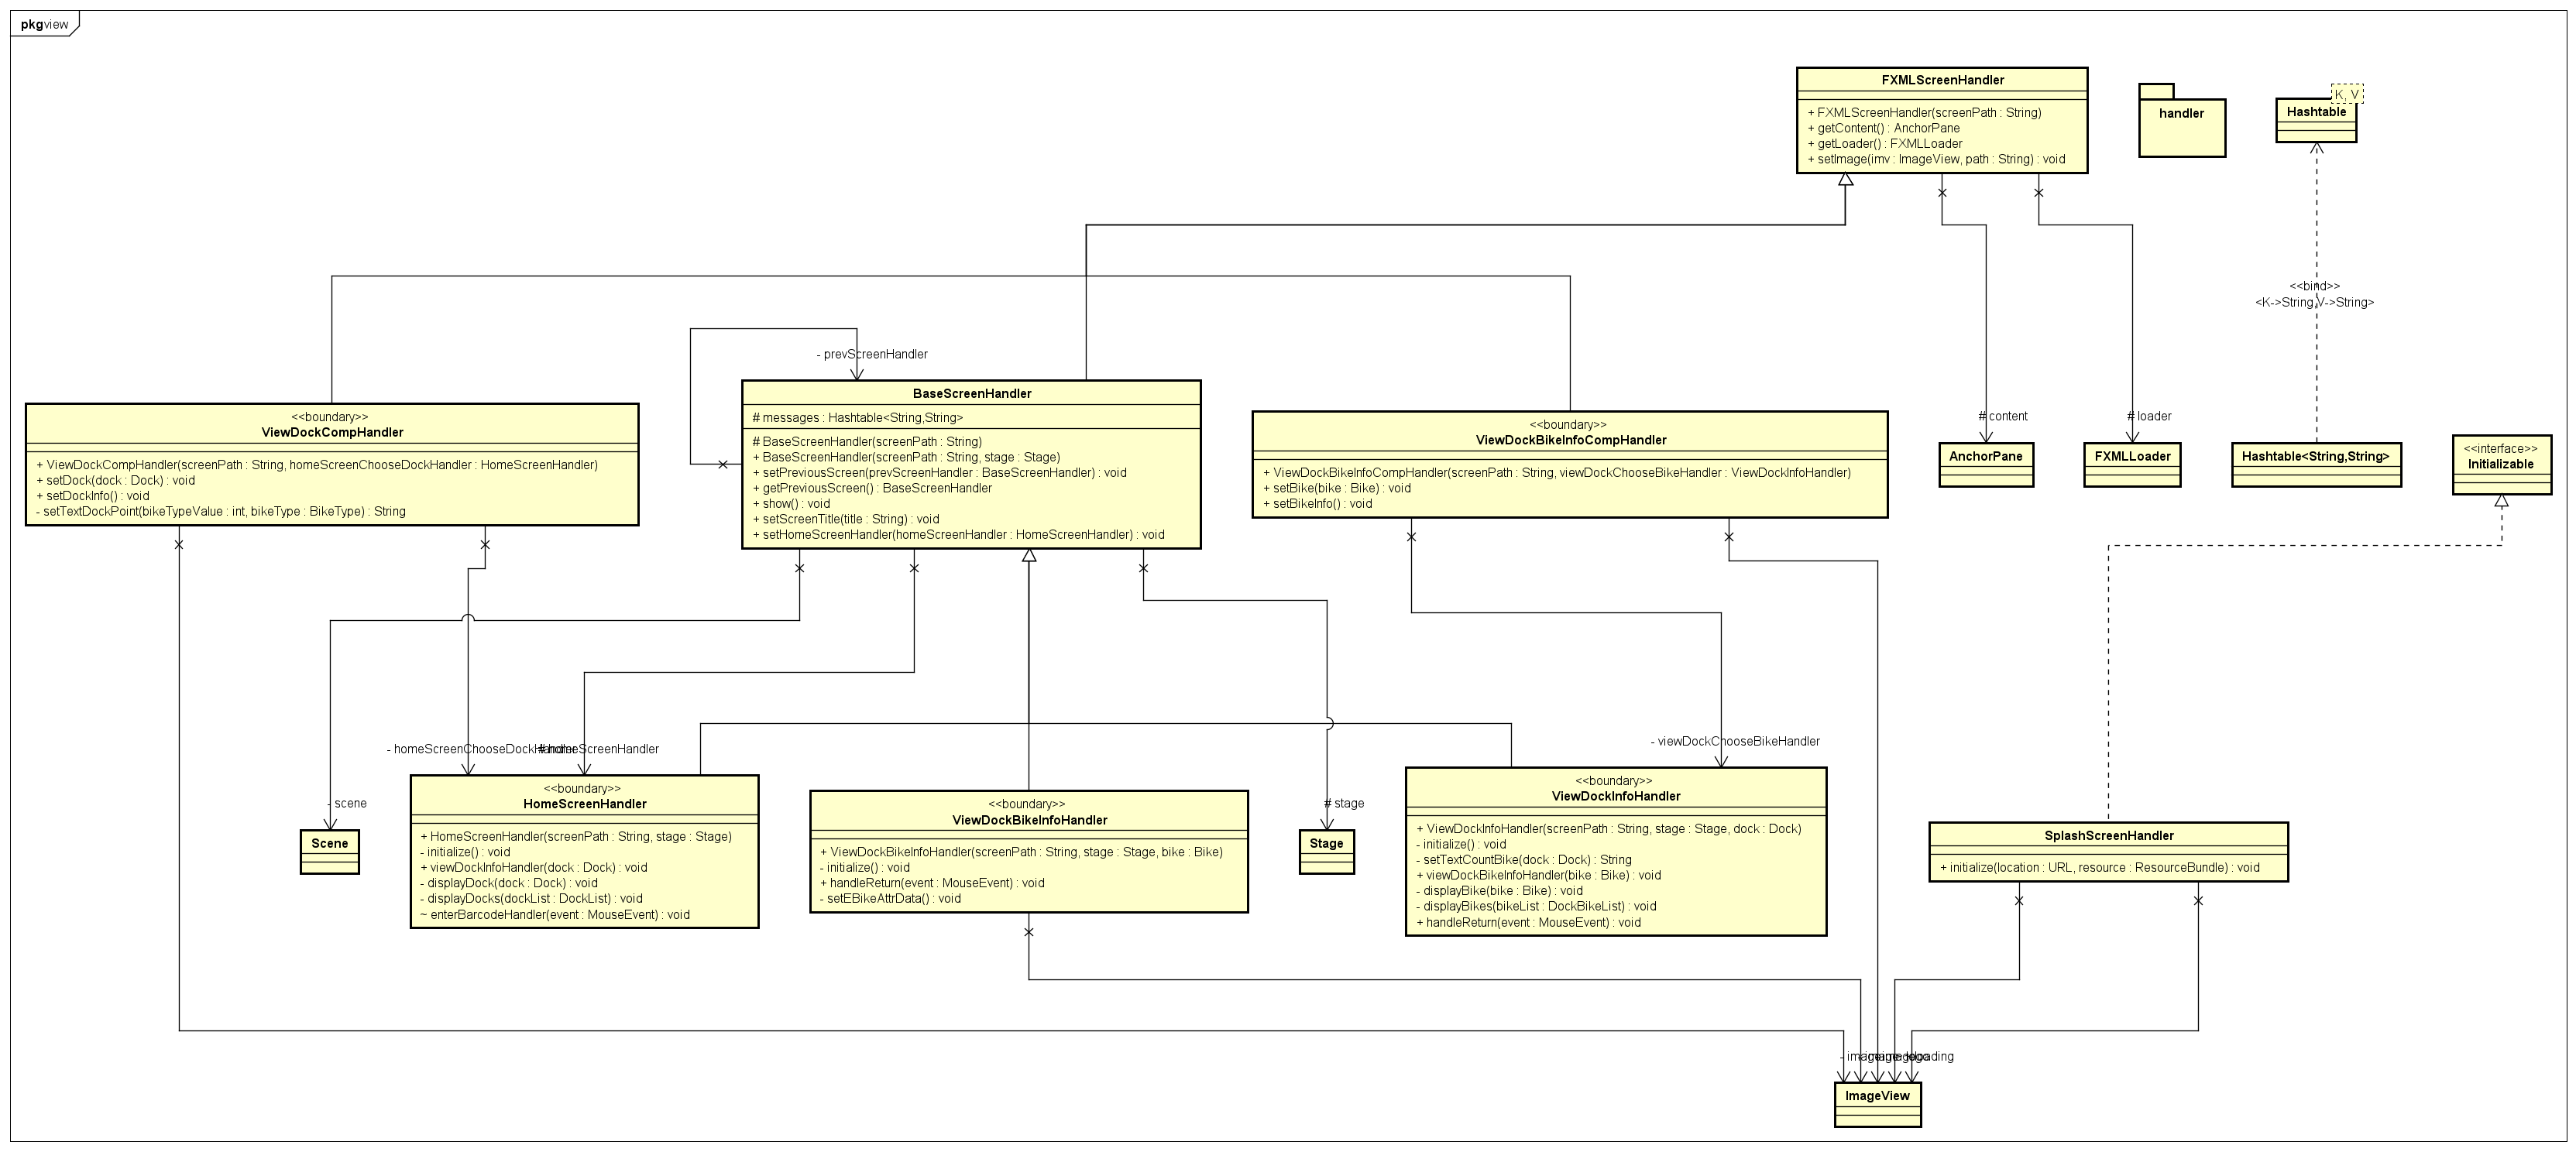 pkg view
FXMLScreenHandler
+ FXMLScreenHandler(screenPath : String)
+ getContent() : AnchorPane
+ getLoader() : FXMLLoader
+ setImage(imv : ImageView, path : String) : void
handler
K, V
Hashtable
<<bind>>
<K->String,V->String>
- prevScreenHandler
BaseScreenHandler
# messages : Hashtable<String,String>
# BaseScreenHandler(screenPath : String)
+ BaseScreenHandler(screenPath : String, stage : Stage)
+ setPreviousScreen(prevScreenHandler : BaseScreenHandler) : void
+ getPreviousScreen() : BaseScreenHandler
+ show() : void
+ setScreenTitle(title : String) : void
+ setHomeScreenHandler(homeScreenHandler : HomeScreenHandler) : void
<<boundary>>
ViewDockCompHandler
+ ViewDockCompHandler(screenPath : String, homeScreenChooseDockHandler : HomeScreenHandler)
+ setDock(dock : Dock) : void
+ setDockInfo() : void
- setTextDockPoint(bikeTypeValue : int, bikeType : BikeType) : String
<<boundary>>
ViewDockBikeInfoCompHandler
+ ViewDockBikeInfoCompHandler(screenPath : String, viewDockChooseBikeHandler : ViewDockInfoHandler)
+ setBike(bike : Bike) : void
+ setBikeInfo() : void
# content
AnchorPane
# loader
FXMLLoader
Hashtable<String,String>
<<interface>>
Initializable
- homeScreenChooseDockHandler
# homeScreenHandler
- viewDockChooseBikeHandler
- scene
Scene
<<boundary>>
HomeScreenHandler
+ HomeScreenHandler(screenPath : String, stage : Stage)
- initialize() : void
+ viewDockInfoHandler(dock : Dock) : void
- displayDock(dock : Dock) : void
- displayDocks(dockList : DockList) : void
~ enterBarcodeHandler(event : MouseEvent) : void
<<boundary>>
ViewDockBikeInfoHandler
+ ViewDockBikeInfoHandler(screenPath : String, stage : Stage, bike : Bike)
- initialize() : void
+ handleReturn(event : MouseEvent) : void
- setEBikeAttrData() : void
# stage
Stage
<<boundary>>
ViewDockInfoHandler
+ ViewDockInfoHandler(screenPath : String, stage : Stage, dock : Dock)
- initialize() : void
- setTextCountBike(dock : Dock) : String
+ viewDockBikeInfoHandler(bike : Bike) : void
- displayBike(bike : Bike) : void
- displayBikes(bikeList : DockBikeList) : void
+ handleReturn(event : MouseEvent) : void
SplashScreenHandler
+ initialize(location : URL, resource : ResourceBundle) : void
ImageView